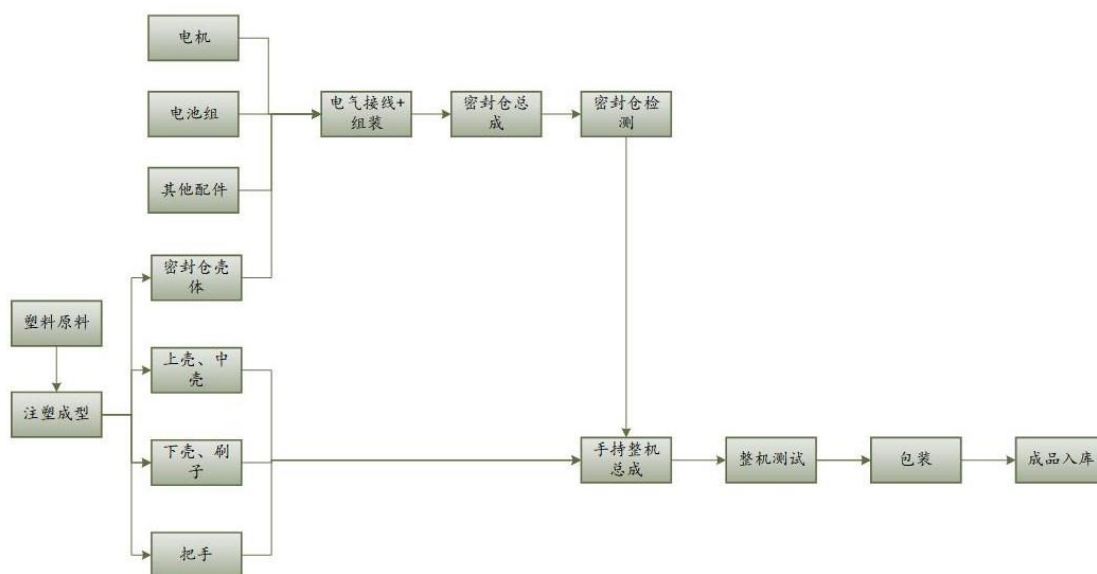 电机
电池组
其他配件
电气接线+
组装
密封仓总
成
密封仓检
测
密封仓壳
体
塑料原料
注塑成型
上壳、中
壳
下壳、刷
子
把手
手持整机
总成
整机测试
包装
成品入库